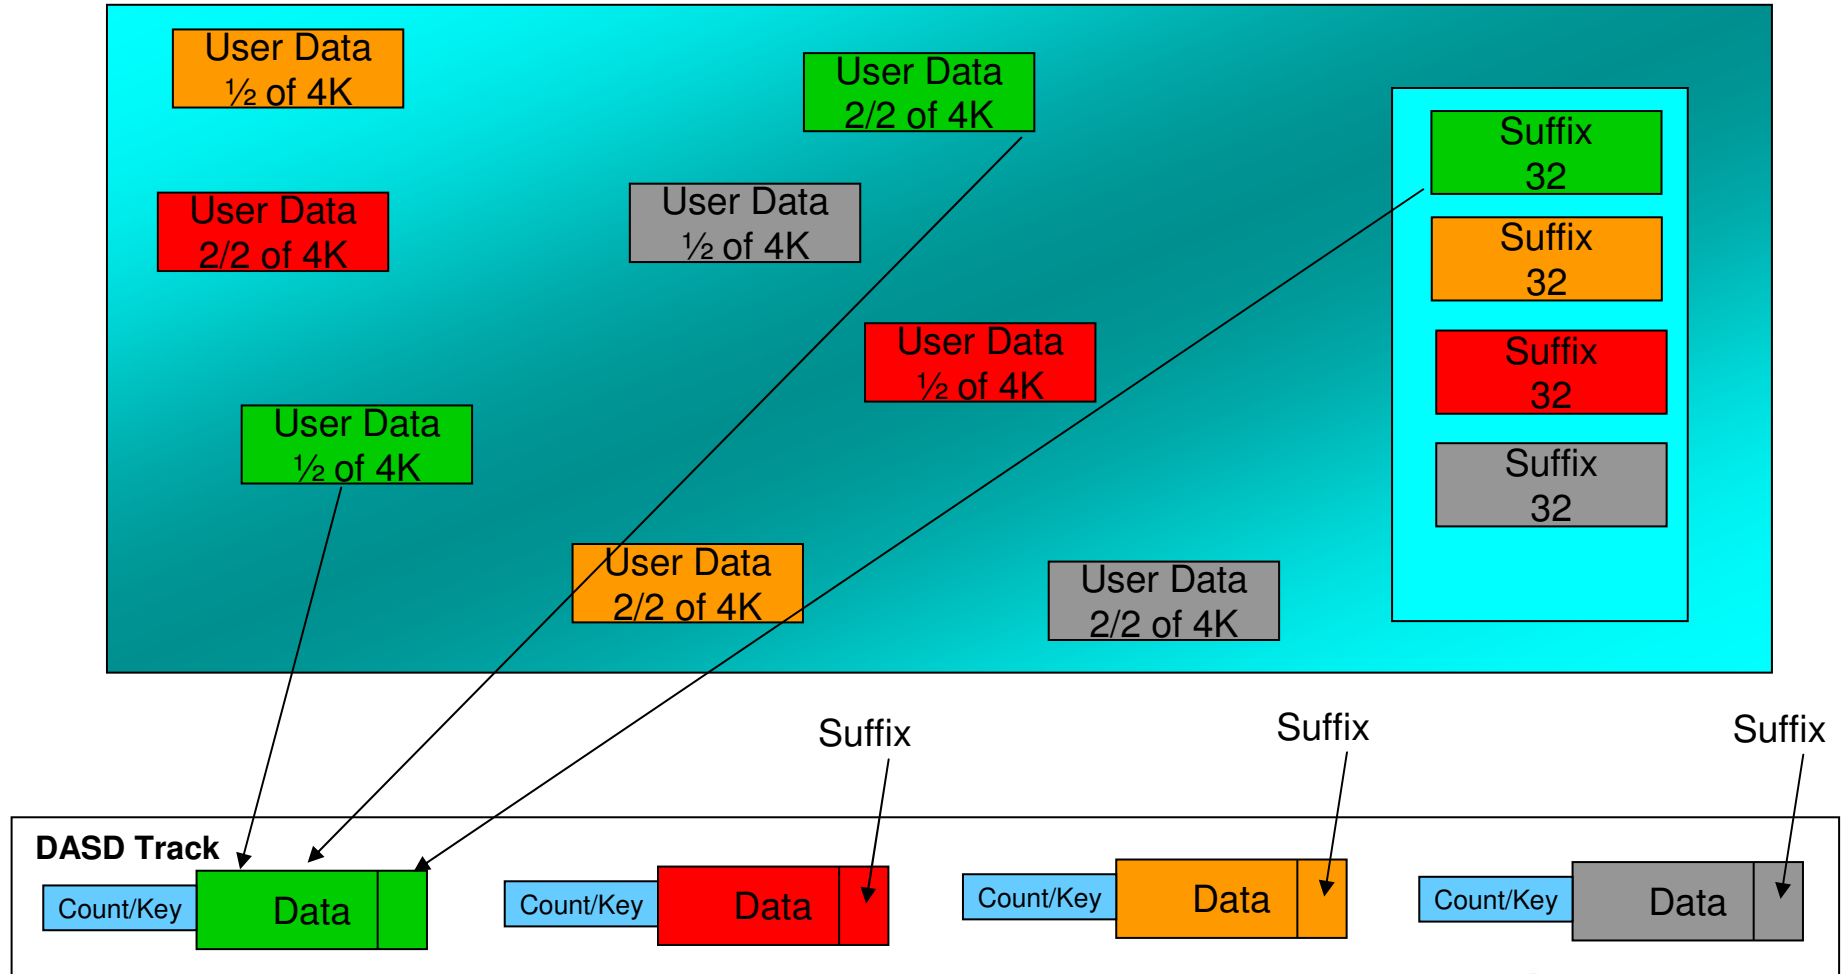 User Data
½ of 4K
User Data
2/2 of 4K
User Data
2/2 of 4K
User Data
½ of 4K
User Data
½ of 4K
User Data
½ of 4K
User Data
2/2 of 4K
User Data
2/2 of 4K
Suffix
32
Suffix
32
Suffix
32
Suffix
32
Suffix
Suffix
Suffix
DASD Track
Count/Key
Data
Count/Key
Data
Count/Key
Data
Count/Key
Data